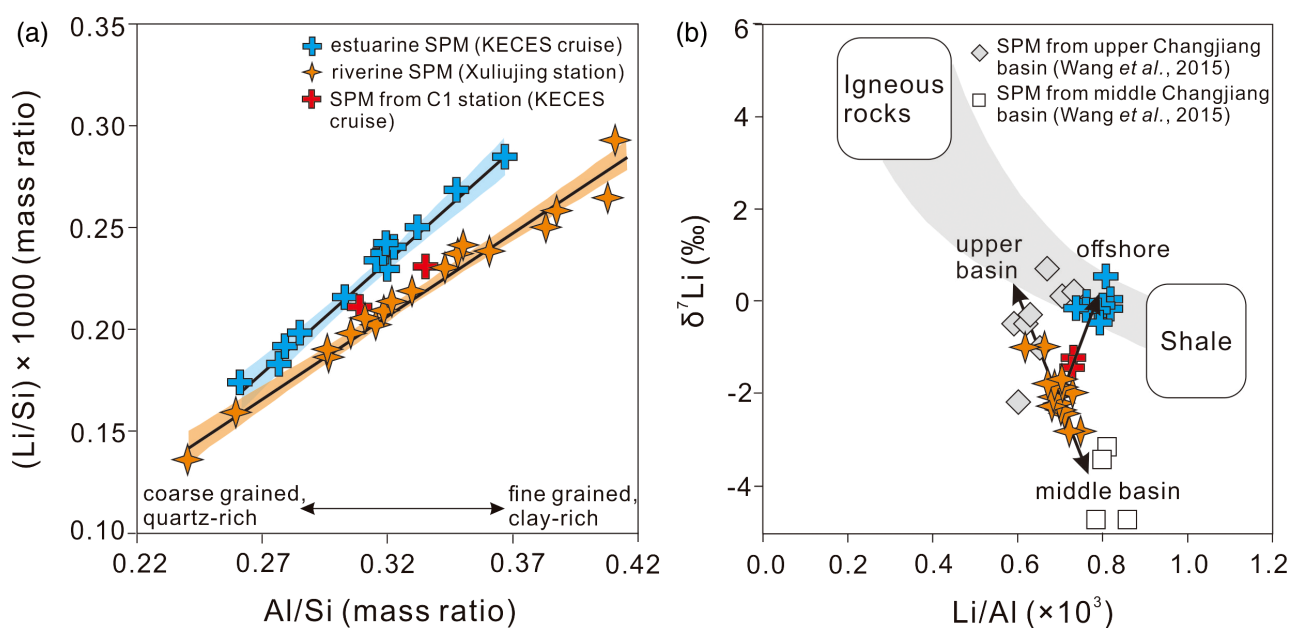 (a)
0.35
0.30
0.25
0.20
0.15
0.10
(Li/Si) × 1000 (mass ratio)
estuarine SPM (KECES cruise)
riverine SPM (Xuliujing station)
SPM from C1 station (KECES
cruise)
coarse grained,
quartz-rich
fine grained,
clay-rich
0.22
0.27
0.32
0.37
0.42
Al/Si (mass ratio)
(b)
6
4
2
0
-2
-4
δ⁷Li (‰)
Igneous
rocks
SPM from upper Changjiang
basin (Wang et al., 2015)
SPM from middle Changjiang
basin (Wang et al., 2015)
upper
basin
offshore
Shale
middle basin
0.0
0.2
0.4
0.6
0.8
1.0
1.2
Li/Al (×10³)